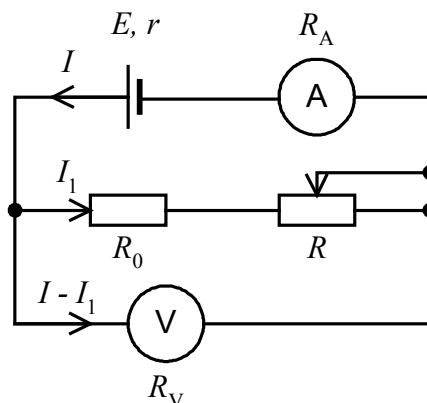 E, r
R_A
I
A
I_1
R_0
R
I - I_1
V
R_V